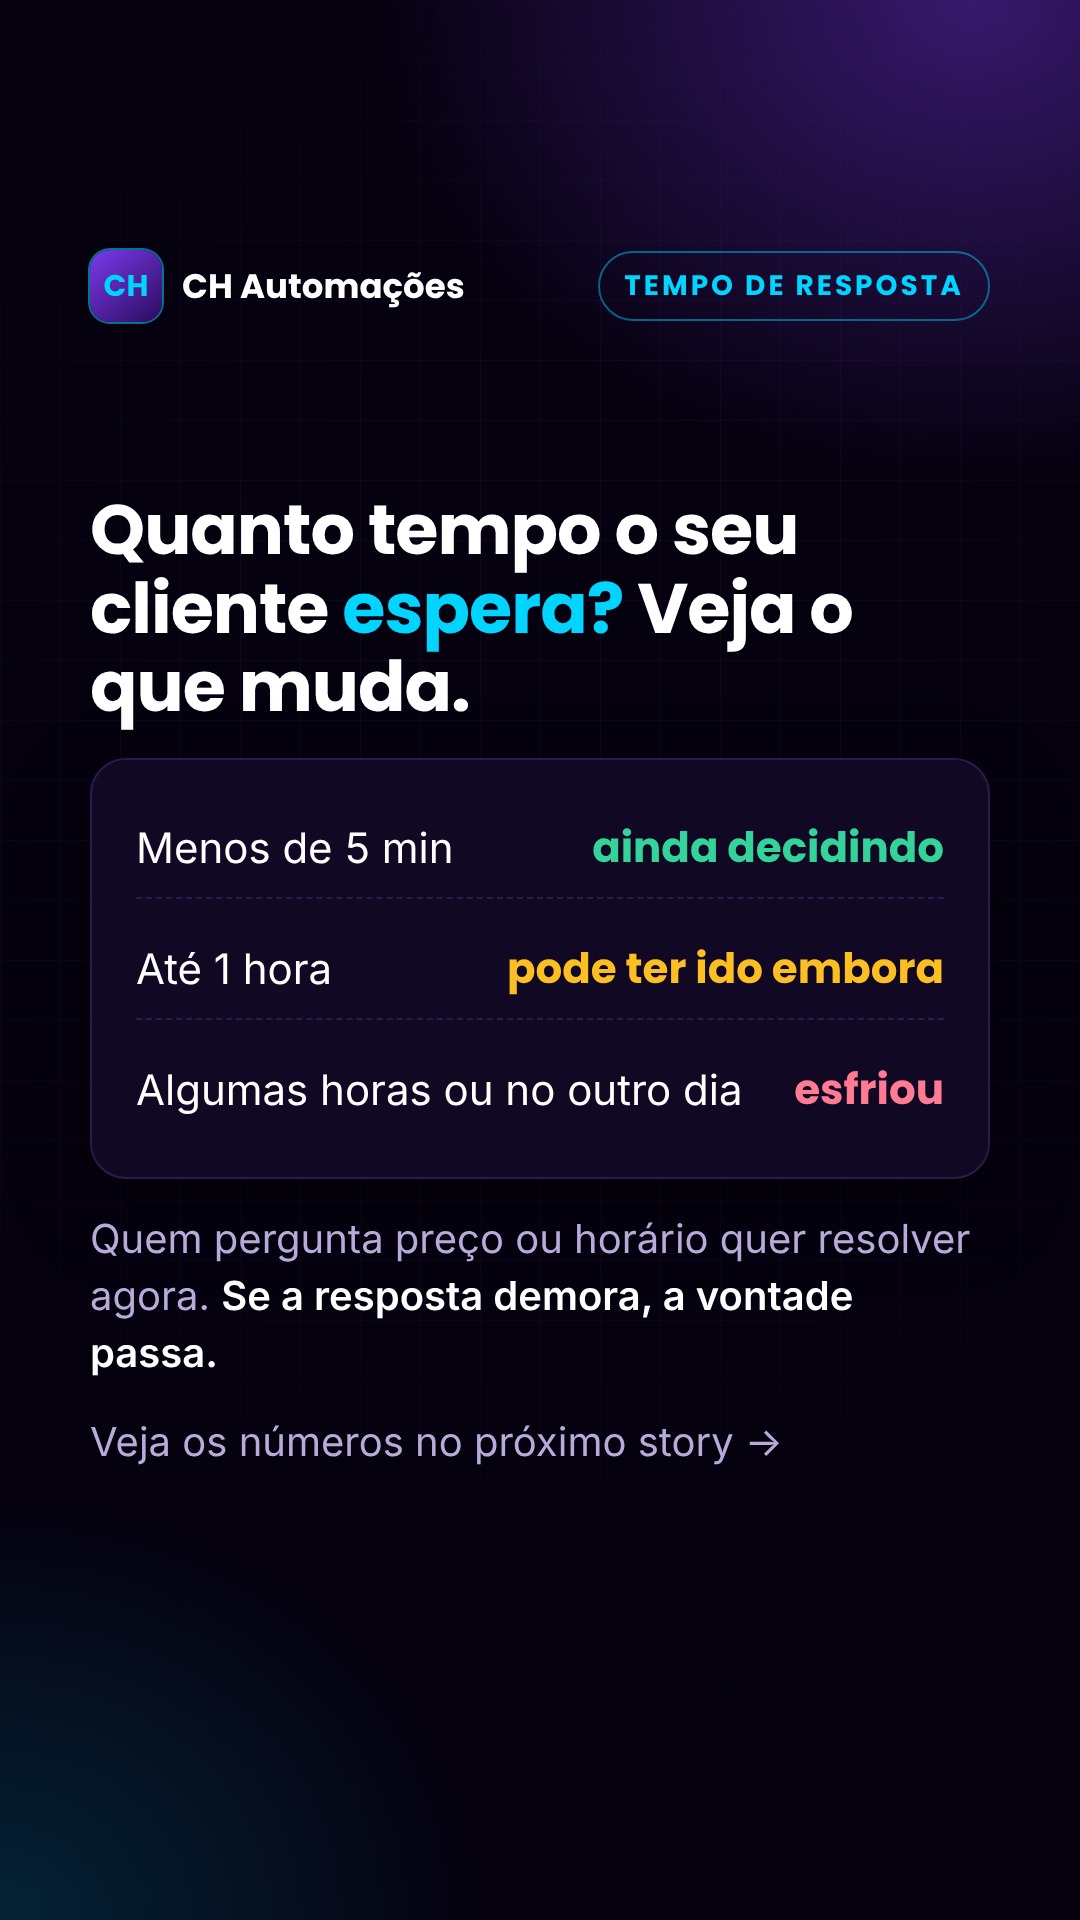 CH
CH Automações
TEMPO DE RESPOSTA
Quanto tempo o seu
cliente espera? Veja o
que muda.
Menos de 5 min
ainda decidindo
Até 1 hora
pode ter ido embora
Algumas horas ou no outro dia
esfriou
Quem pergunta preço ou horário quer resolver
agora. Se a resposta demora, a vontade
passa.
Veja os números no próximo story →